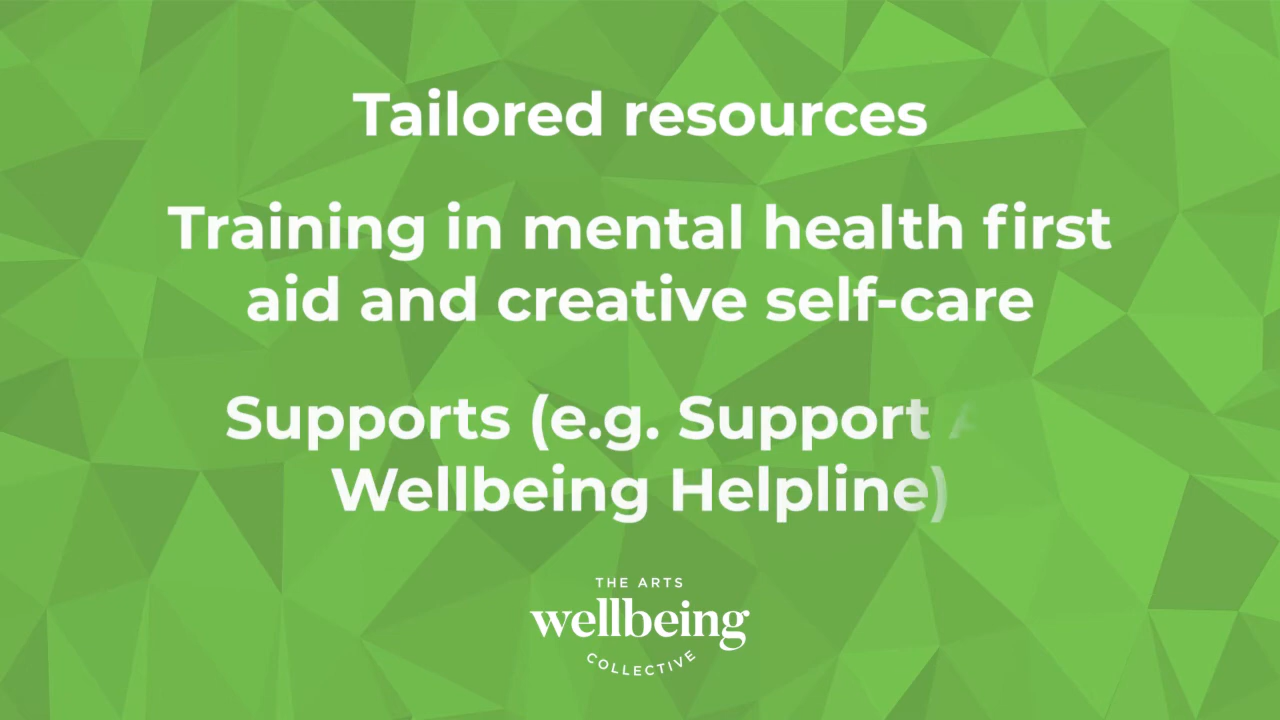 Tailored resources
Training in mental health first
aid and creative self-care
Supports (e.g. Support
Wellbeing Helpline)
THE ARTS
wellbeing
COLLECTIVE